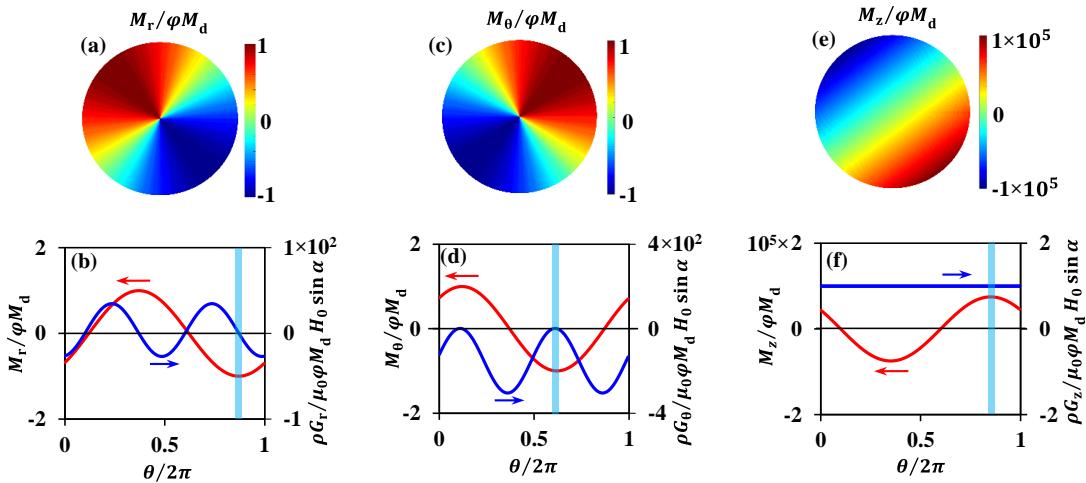 M_r/φM_d
(a)
1
0
-1
M_θ/φM_d
(c)
1
0
-1
M_z/φM_d
(e)
1×10^5
0
-1×10^5
(b)
M_r/φM_d
2
0
-2
1×10^2
0
-1
ρG_r/μ_0φM_d H_0 sin α
0
0.5
1
θ/2π
(d)
M_θ/φM_d
2
0
-2
4×10^2
0
-4
ρG_θ/μ_0φM_d H_0 sin α
0
0.5
1
θ/2π
(f)
M_z/φM_d
10^5×2
0
-2
2
0
-2
ρG_z/μ_0φM_d H_0 sin α
0
0.5
1
θ/2π